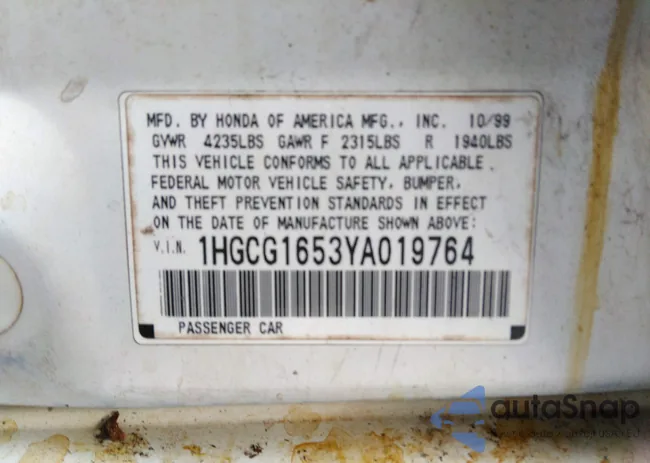 MFD. BY HONDA OF AMERICA MFG., INC. 10/99
GVWR 4235LBS GAWR F 2315LBS R 1940LBS
THIS VEHICLE CONFORMS TO ALL APPLICABLE
FEDERAL MOTOR VEHICLE SAFETY, BUMPER,
AND THEFT PREVENTION STANDARDS IN EFFECT
ON THE DATE OF MANUFACTURE SHOWN ABOVE:
V.I.N. 1HGCG1653YA019764
PASSENGER CAR
autoSnap